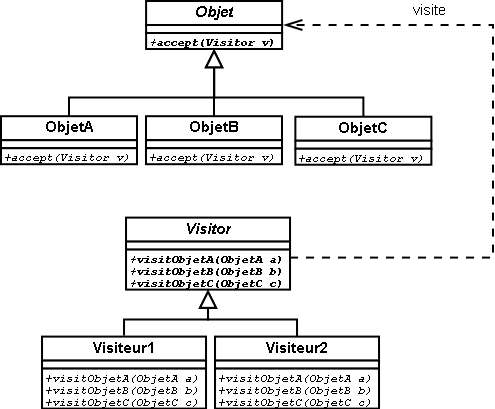 Objet
+accept(Visitor v)
visite
ObjetA
+accept(Visitor v)
ObjetB
+accept(Visitor v)
ObjetC
+accept(Visitor v)
Visitor
+visitObjetA(ObjetA a)
+visitObjetB(ObjetB b)
+visitObjetC(ObjetC c)
Visiteur1
+visitObjetA(ObjetA a)
+visitObjetB(ObjetB b)
+visitObjetC(ObjetC c)
Visiteur2
+visitObjetA(ObjetA a)
+visitObjetB(ObjetB b)
+visitObjetC(ObjetC c)